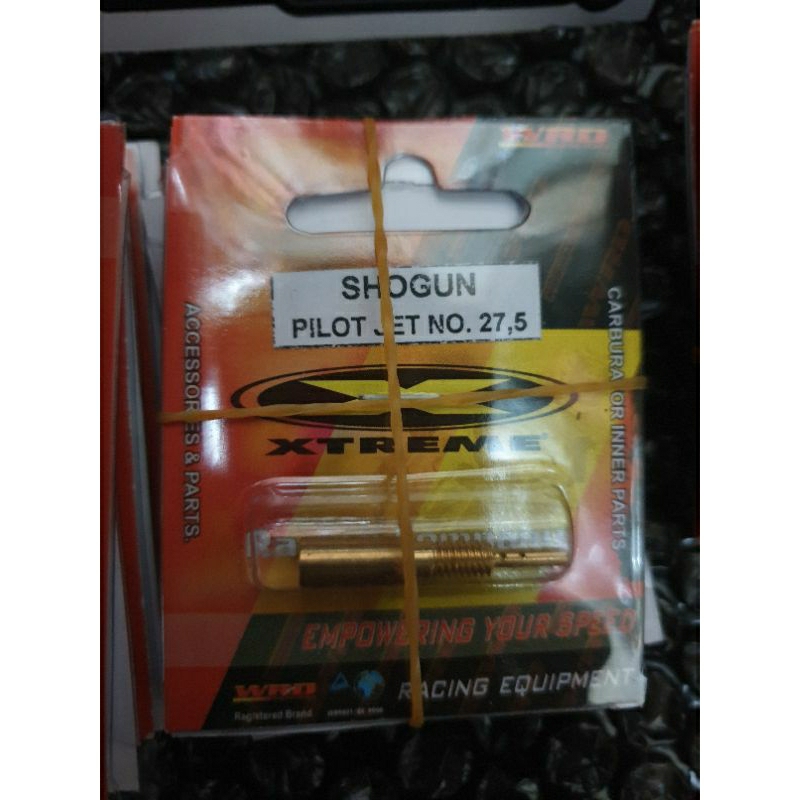 WRD
SHOGUN
PILOT JET NO. 27,5
ACCESSORIES & PARTS.
CARBURATOR INNER PARTS
XTREME
EMPOWERING YOUR SPEED
WRD
Registered Brand
RACING EQUIPMENT